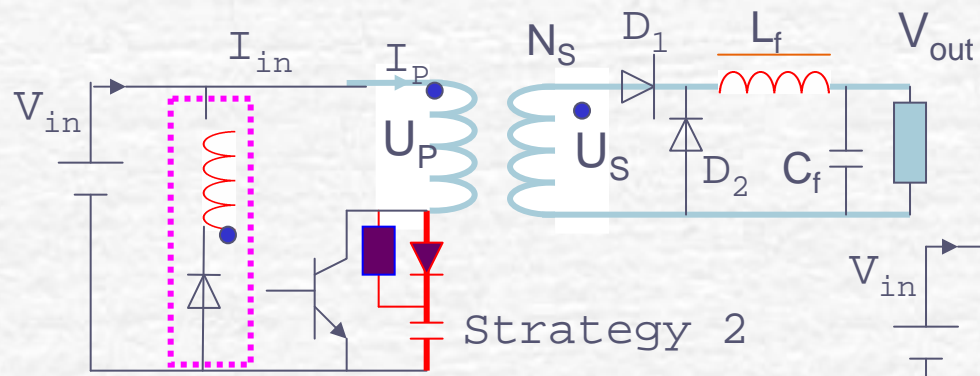 V_in
I_in
I_P
U_P
N_S
U_S
D_1
D_2
L_f
C_f
V_out
Strategy 2
V_in